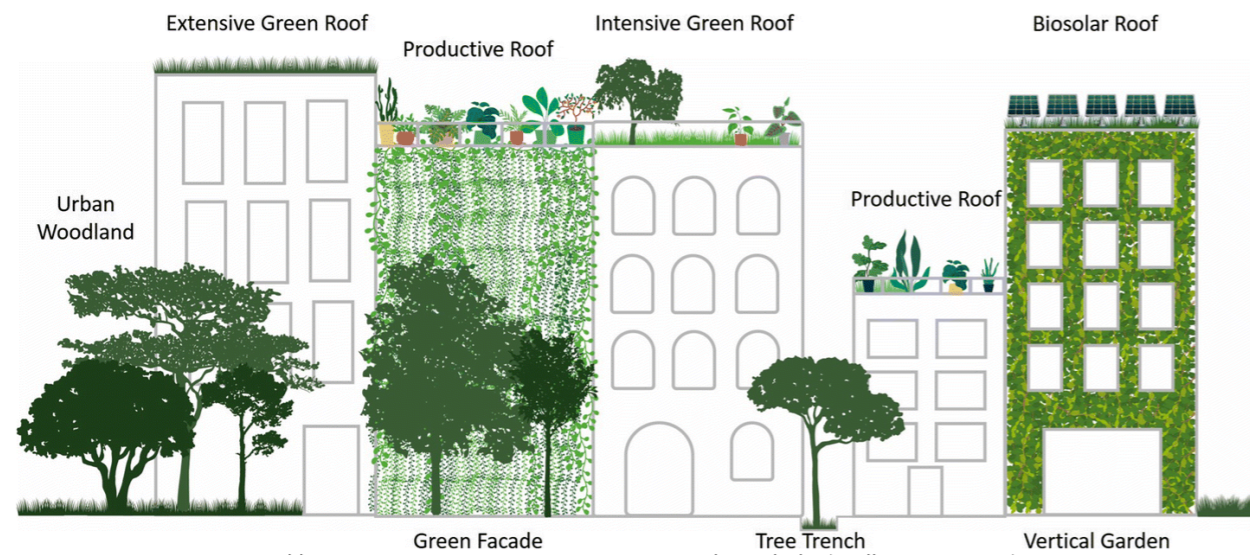 Extensive Green Roof
Productive Roof
Intensive Green Roof
Biosolar Roof
Urban
Woodland
Productive Roof
Green Facade
Tree Trench
Vertical Garden